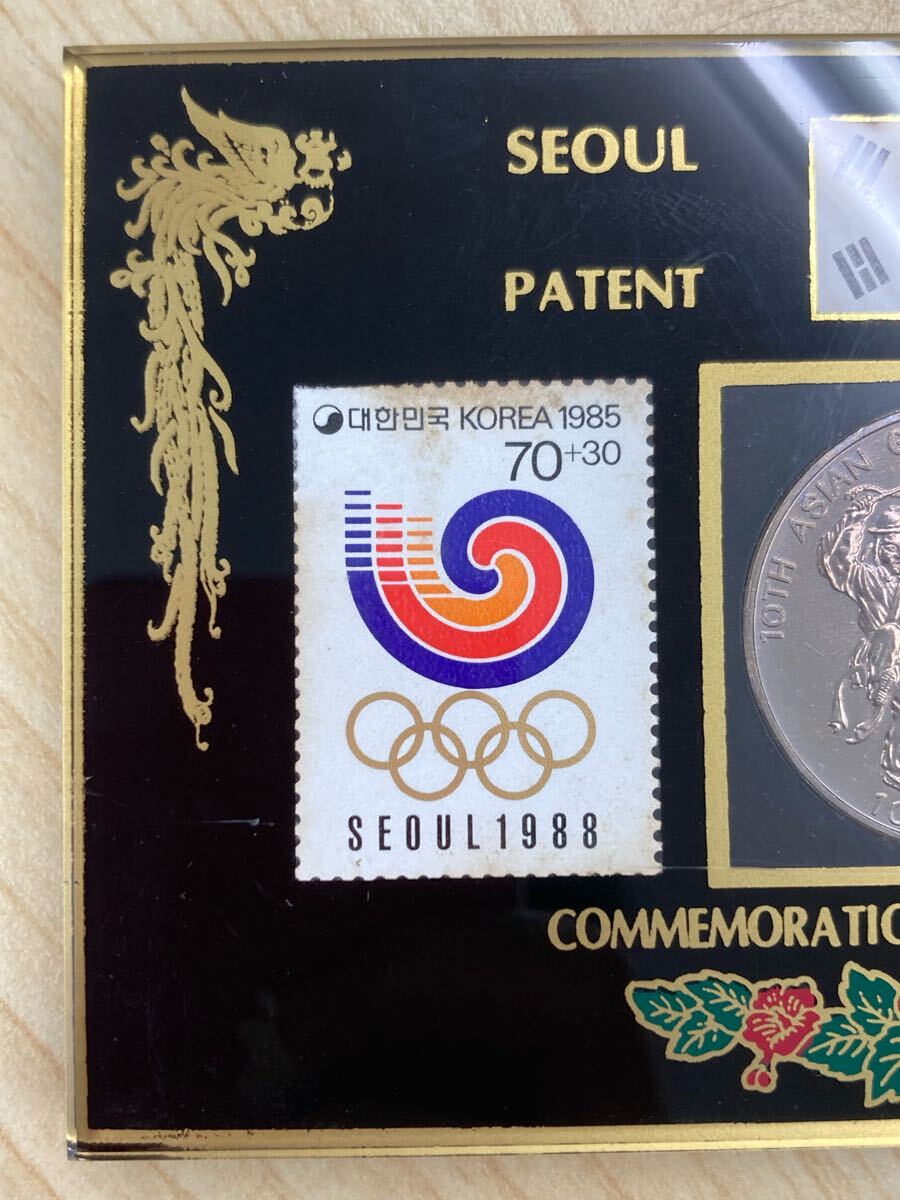 SEOUL
PATENT
대한민국 KOREA 1985
70+30
SEOUL 1988
10TH ASIAN
COMMEMORATIO